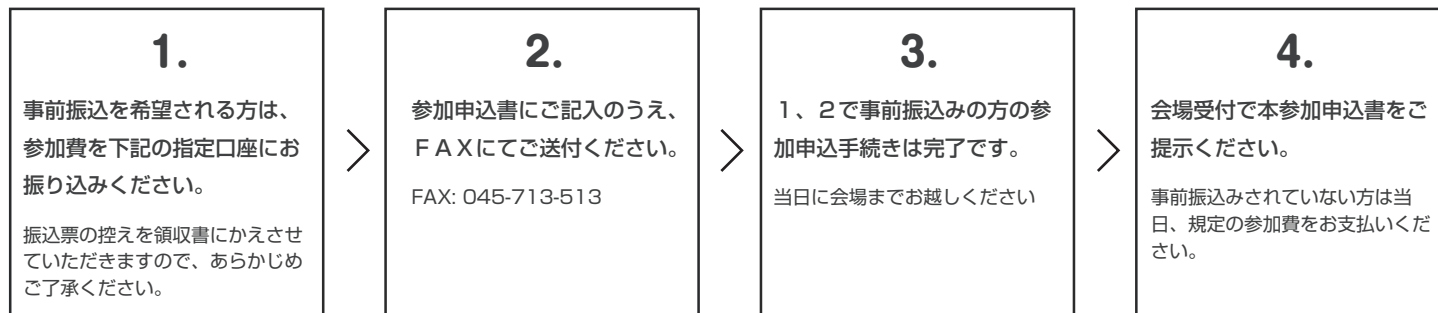 1.
事前振込を希望される方は、
参加費を下記の指定口座にお
振り込みください。
振込票の控えを領収書にかえさせ
ていただきますので、あらかじめ
ご了承ください。
2.
参加申込書にご記入のうえ、
ＦＡＸにてご送付ください。
FAX: 045-713-513
3.
１、２で事前振込みの方の参
加申込手続きは完了です。
当日に会場までお越しください
4.
会場受付で本参加申込書をご
提示ください。
事前振込みされていない方は当
日、規定の参加費をお支払いくだ
さい。